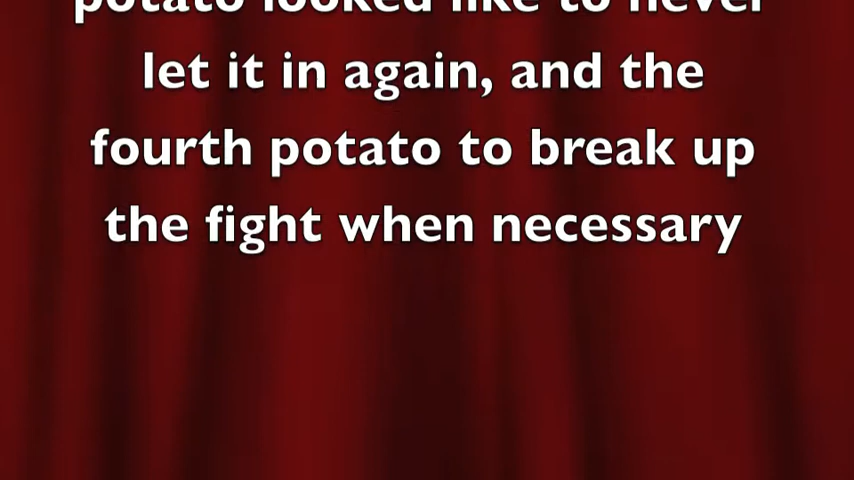 potato looked like to never
let it in again, and the
fourth potato to break up
the fight when necessary